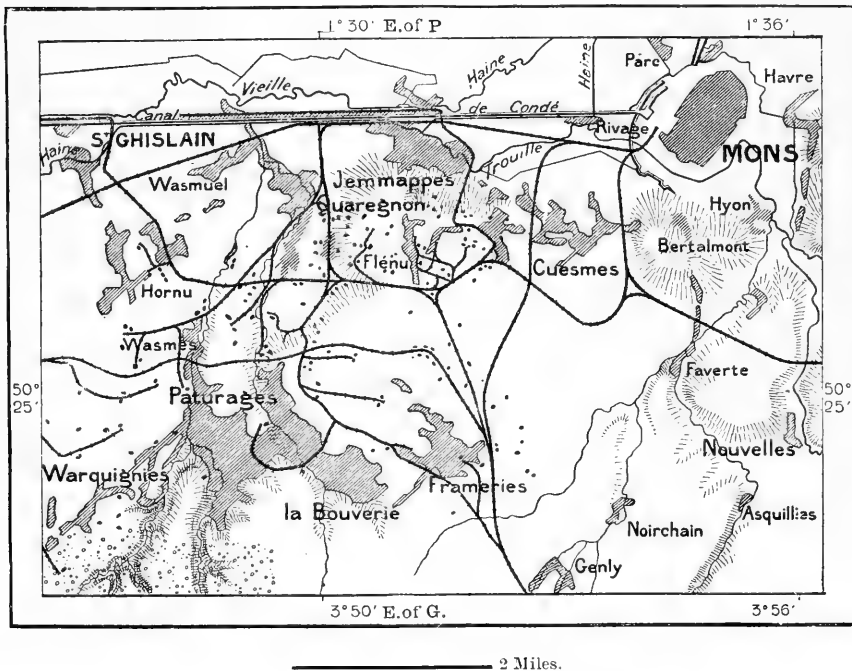 1° 30' E. of P
1° 36'
Haine
Haine
Parc
Havre
Vieille
Canal
de Condé
Rivage
ST GHISLAIN
MONS
Haine
Trouille
Wasmuel
Jemmappes
Quaregnon
Hyon
Bertalmont
Flénu
Cuesmes
Hornu
Wasmes
Faverte
50°
25'
50°
25'
Paturages
Nouvelles
Warquignies
Frameries
la Bouverie
Asquillias
Noirchain
Genly
3° 50' E. of G.
3° 56'
2 Miles.